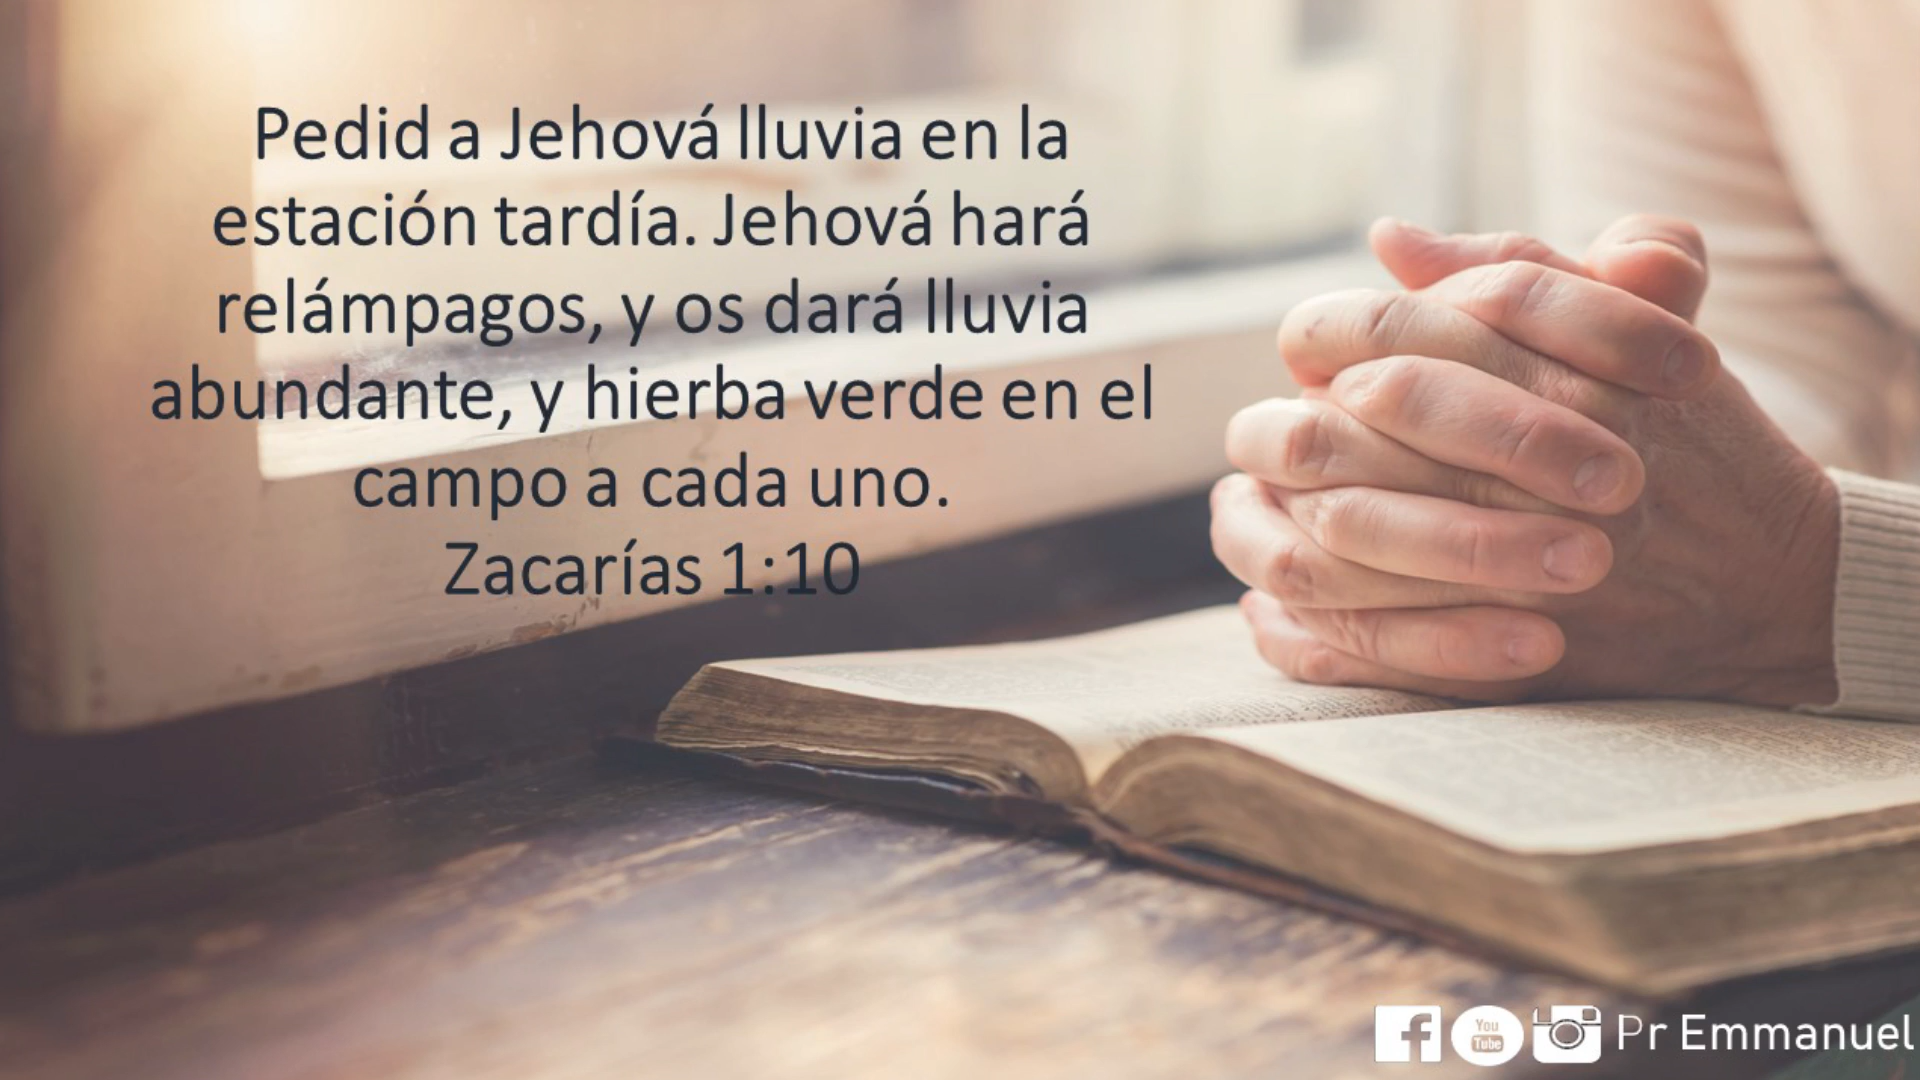 Pedid a Jehová lluvia en la
estación tardía. Jehová hará
relámpagos, y os dará lluvia
abundante, y hierba verde en el
campo a cada uno.
Zacarías 1:10
You
Tube
Pr Emmanuel